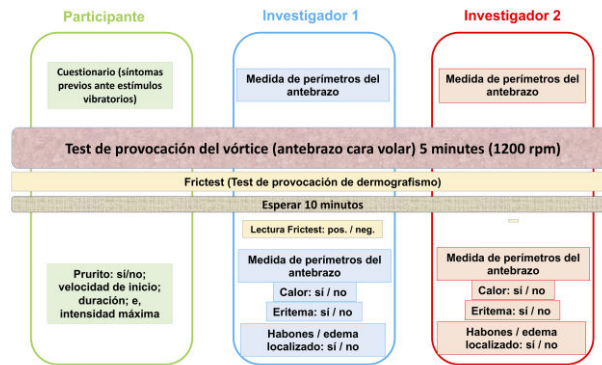 Participante
Investigador 1
Investigador 2
Cuestionario (síntomas
previos ante estímulos
vibratorios)
Medida de perímetros del
antebrazo
Medida de perímetros del
antebrazo
Test de provocación del vórtice (antebrazo cara volar) 5 minutes (1200 rpm)
Frictest (Test de provocación de dermografismo)
Esperar 10 minutos
Lectura Frictest: pos. / neg.
Prurito: sí/no;
velocidad de inicio;
duración; e,
intensidad máxima
Medida de perímetros del
antebrazo
Calor: sí / no
Eritema: sí / no
Habones / edema
localizado: sí / no
Medida de perímetros del
antebrazo
Calor: sí / no
Eritema: sí / no
Habones / edema
localizado: sí / no